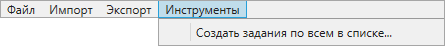 Файл Импорт Экспорт Инструменты
Создать задания по всем в списке...